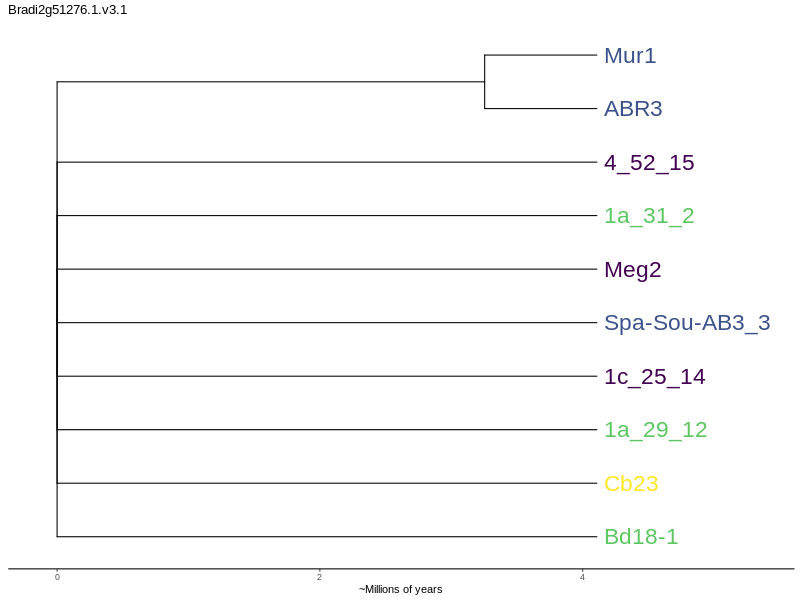 Bradi2g51276.1.v3.1
Mur1
ABR3
4_52_15
1a_31_2
Meg2
Spa-Sou-AB3_3
1c_25_14
1a_29_12
Cb23
Bd18-1
0 2 4
~Millions of years